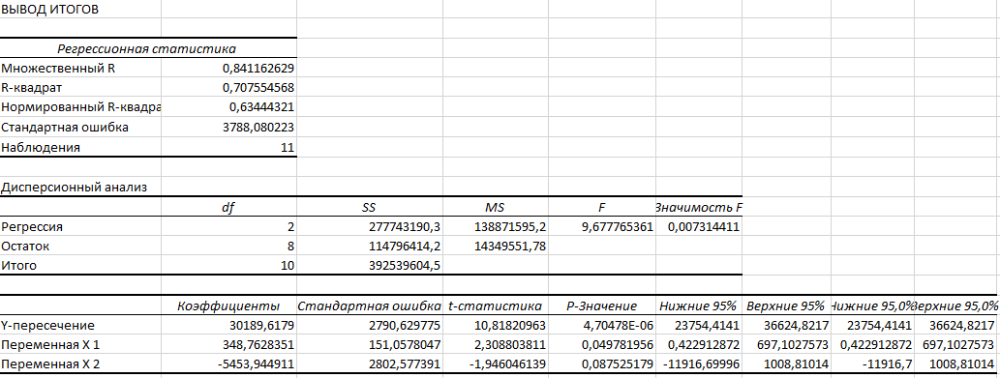 ВЫВОД ИТОГОВ
Регрессионная статистика
Множественный R 0,841162629
R-квадрат 0,707554568
Нормированный R-квадра 0,63444321
Стандартная ошибка 3788,080223
Наблюдения 11
Дисперсионный анализ
df SS MS F Значимость F
Регрессия 2 277743190,3 138871595,2 9,677765361 0,007314411
Остаток 8 114796414,2 14349551,78
Итого 10 392539604,5
Коэффициенты Стандартная ошибка t-статистика P-Значение Нижние 95% Верхние 95% Нижние 95,0% Верхние 95,0%
Y-пересечение 30189,6179 2790,629775 10,81820963 4,70478E-06 23754,4141 36624,8217 23754,4141 36624,8217
Переменная X 1 348,7628351 151,0578047 2,308803811 0,049781956 0,422912872 697,1027573 0,422912872 697,1027573
Переменная X 2 -5453,944911 2802,577391 -1,946046139 0,087525179 -11916,69996 1008,81014 -11916,7 1008,81014